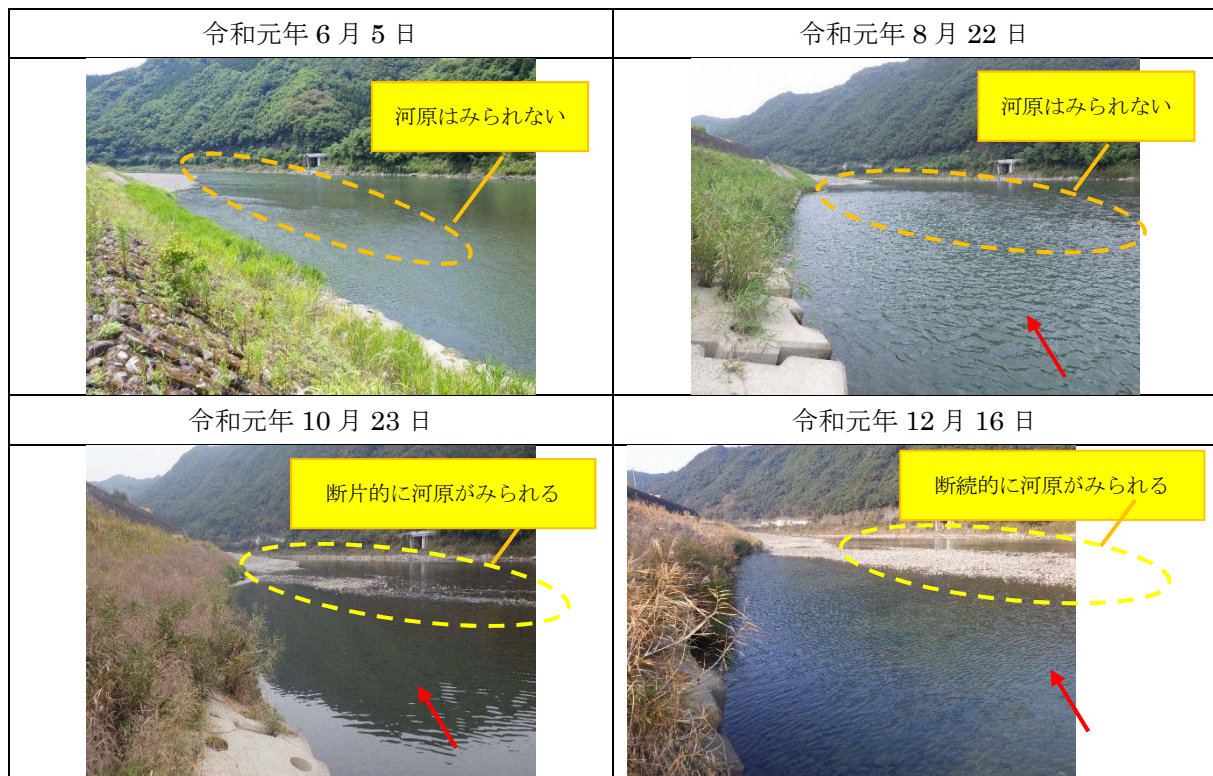 令和元年 6 月 5 日
令和元年 8 月 22 日
河原はみられない
河原はみられない
令和元年 10 月 23 日
令和元年 12 月 16 日
断片的に河原がみられる
断続的に河原がみられる